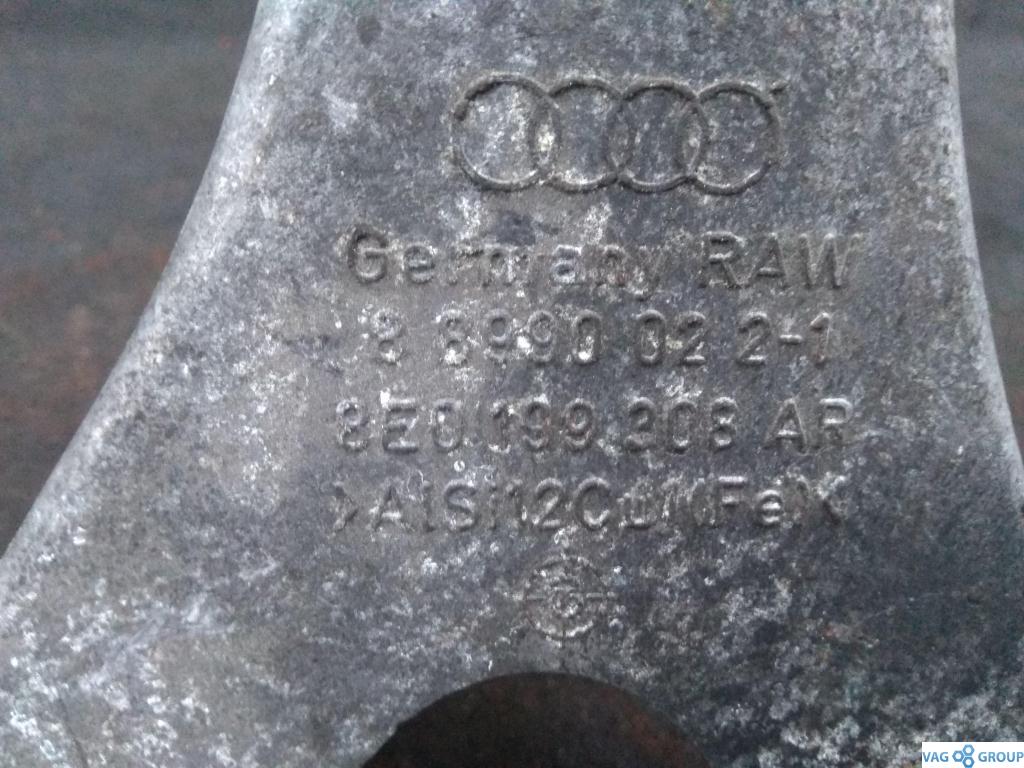 Germany RAW
8 8990 02 2-1
8E0 199 308 AR
>AlSi12Cu1(Fe)<
VAG GROUP